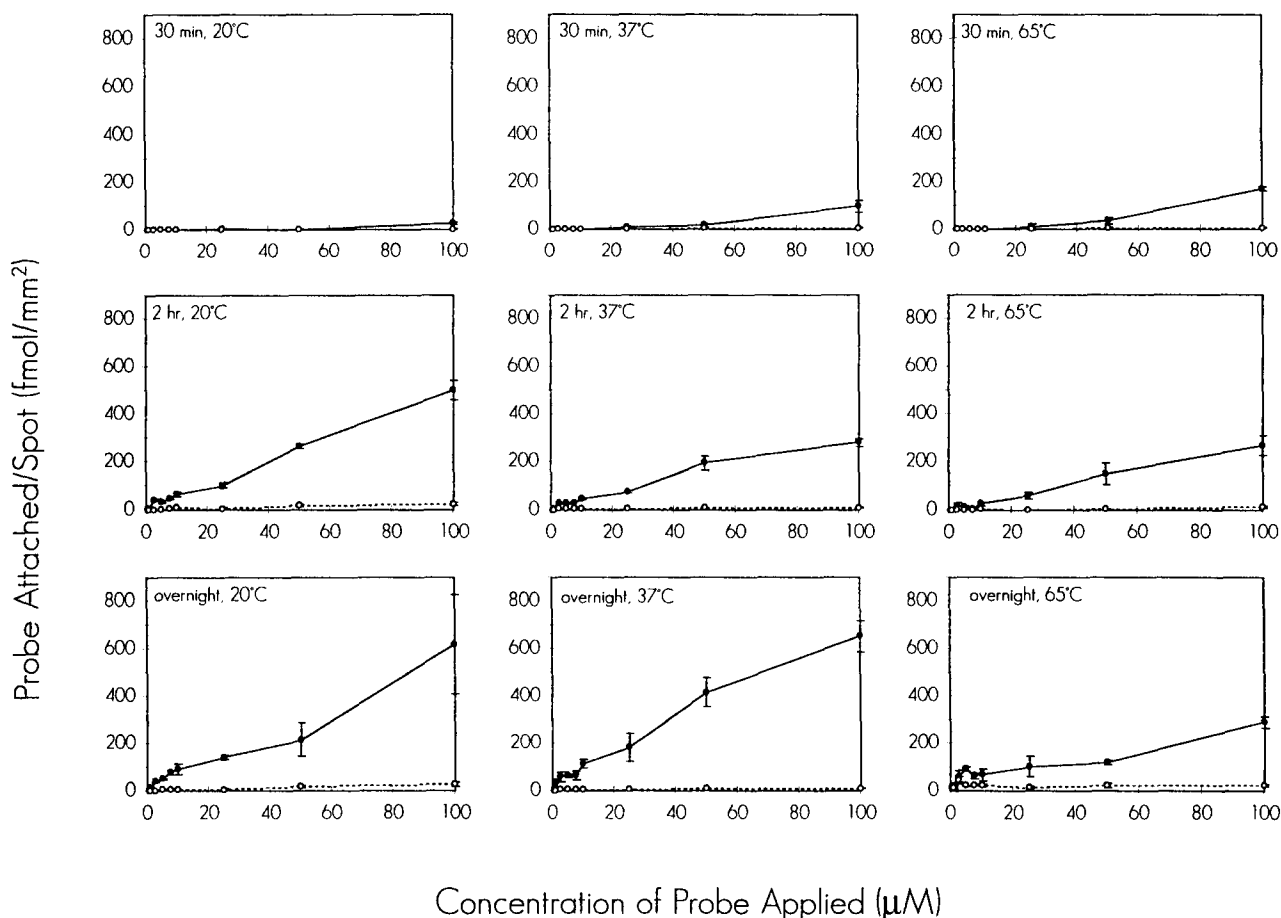 30 min, 20°C
800
600
400
200
0
0 20 40 60 80 100
30 min, 37°C
800
600
400
200
0
0 20 40 60 80 100
30 min, 65°C
800
600
400
200
0
0 20 40 60 80 100
2 hr, 20°C
800
600
400
200
0
0 20 40 60 80 100
2 hr, 37°C
800
600
400
200
0
0 20 40 60 80 100
2 hr, 65°C
800
600
400
200
0
0 20 40 60 80 100
overnight, 20°C
800
600
400
200
0
0 20 40 60 80 100
overnight, 37°C
800
600
400
200
0
0 20 40 60 80 100
overnight, 65°C
800
600
400
200
0
0 20 40 60 80 100
Probe Attached/Spot (fmol/mm²)
Concentration of Probe Applied (μM)